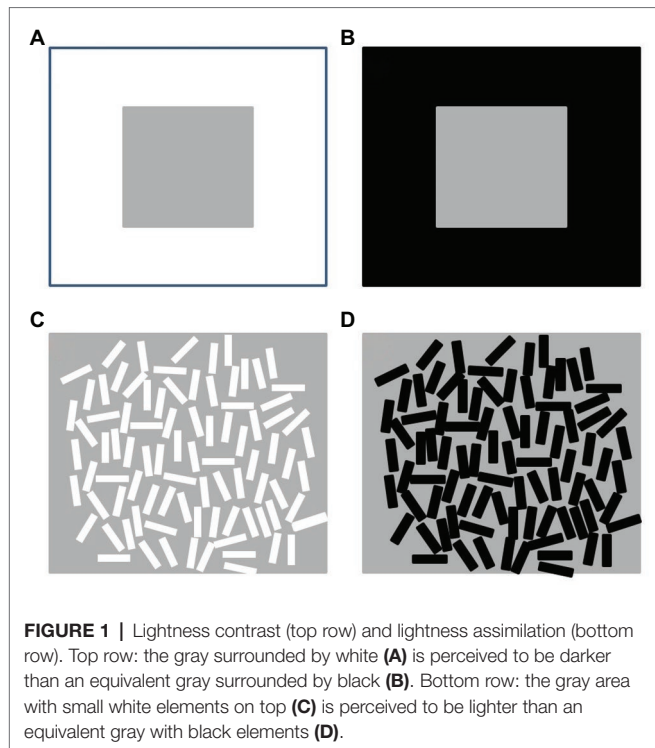 A
B
C
D
FIGURE 1 | Lightness contrast (top row) and lightness assimilation (bottom
row). Top row: the gray surrounded by white (A) is perceived to be darker
than an equivalent gray surrounded by black (B). Bottom row: the gray area
with small white elements on top (C) is perceived to be lighter than an
equivalent gray with black elements (D).